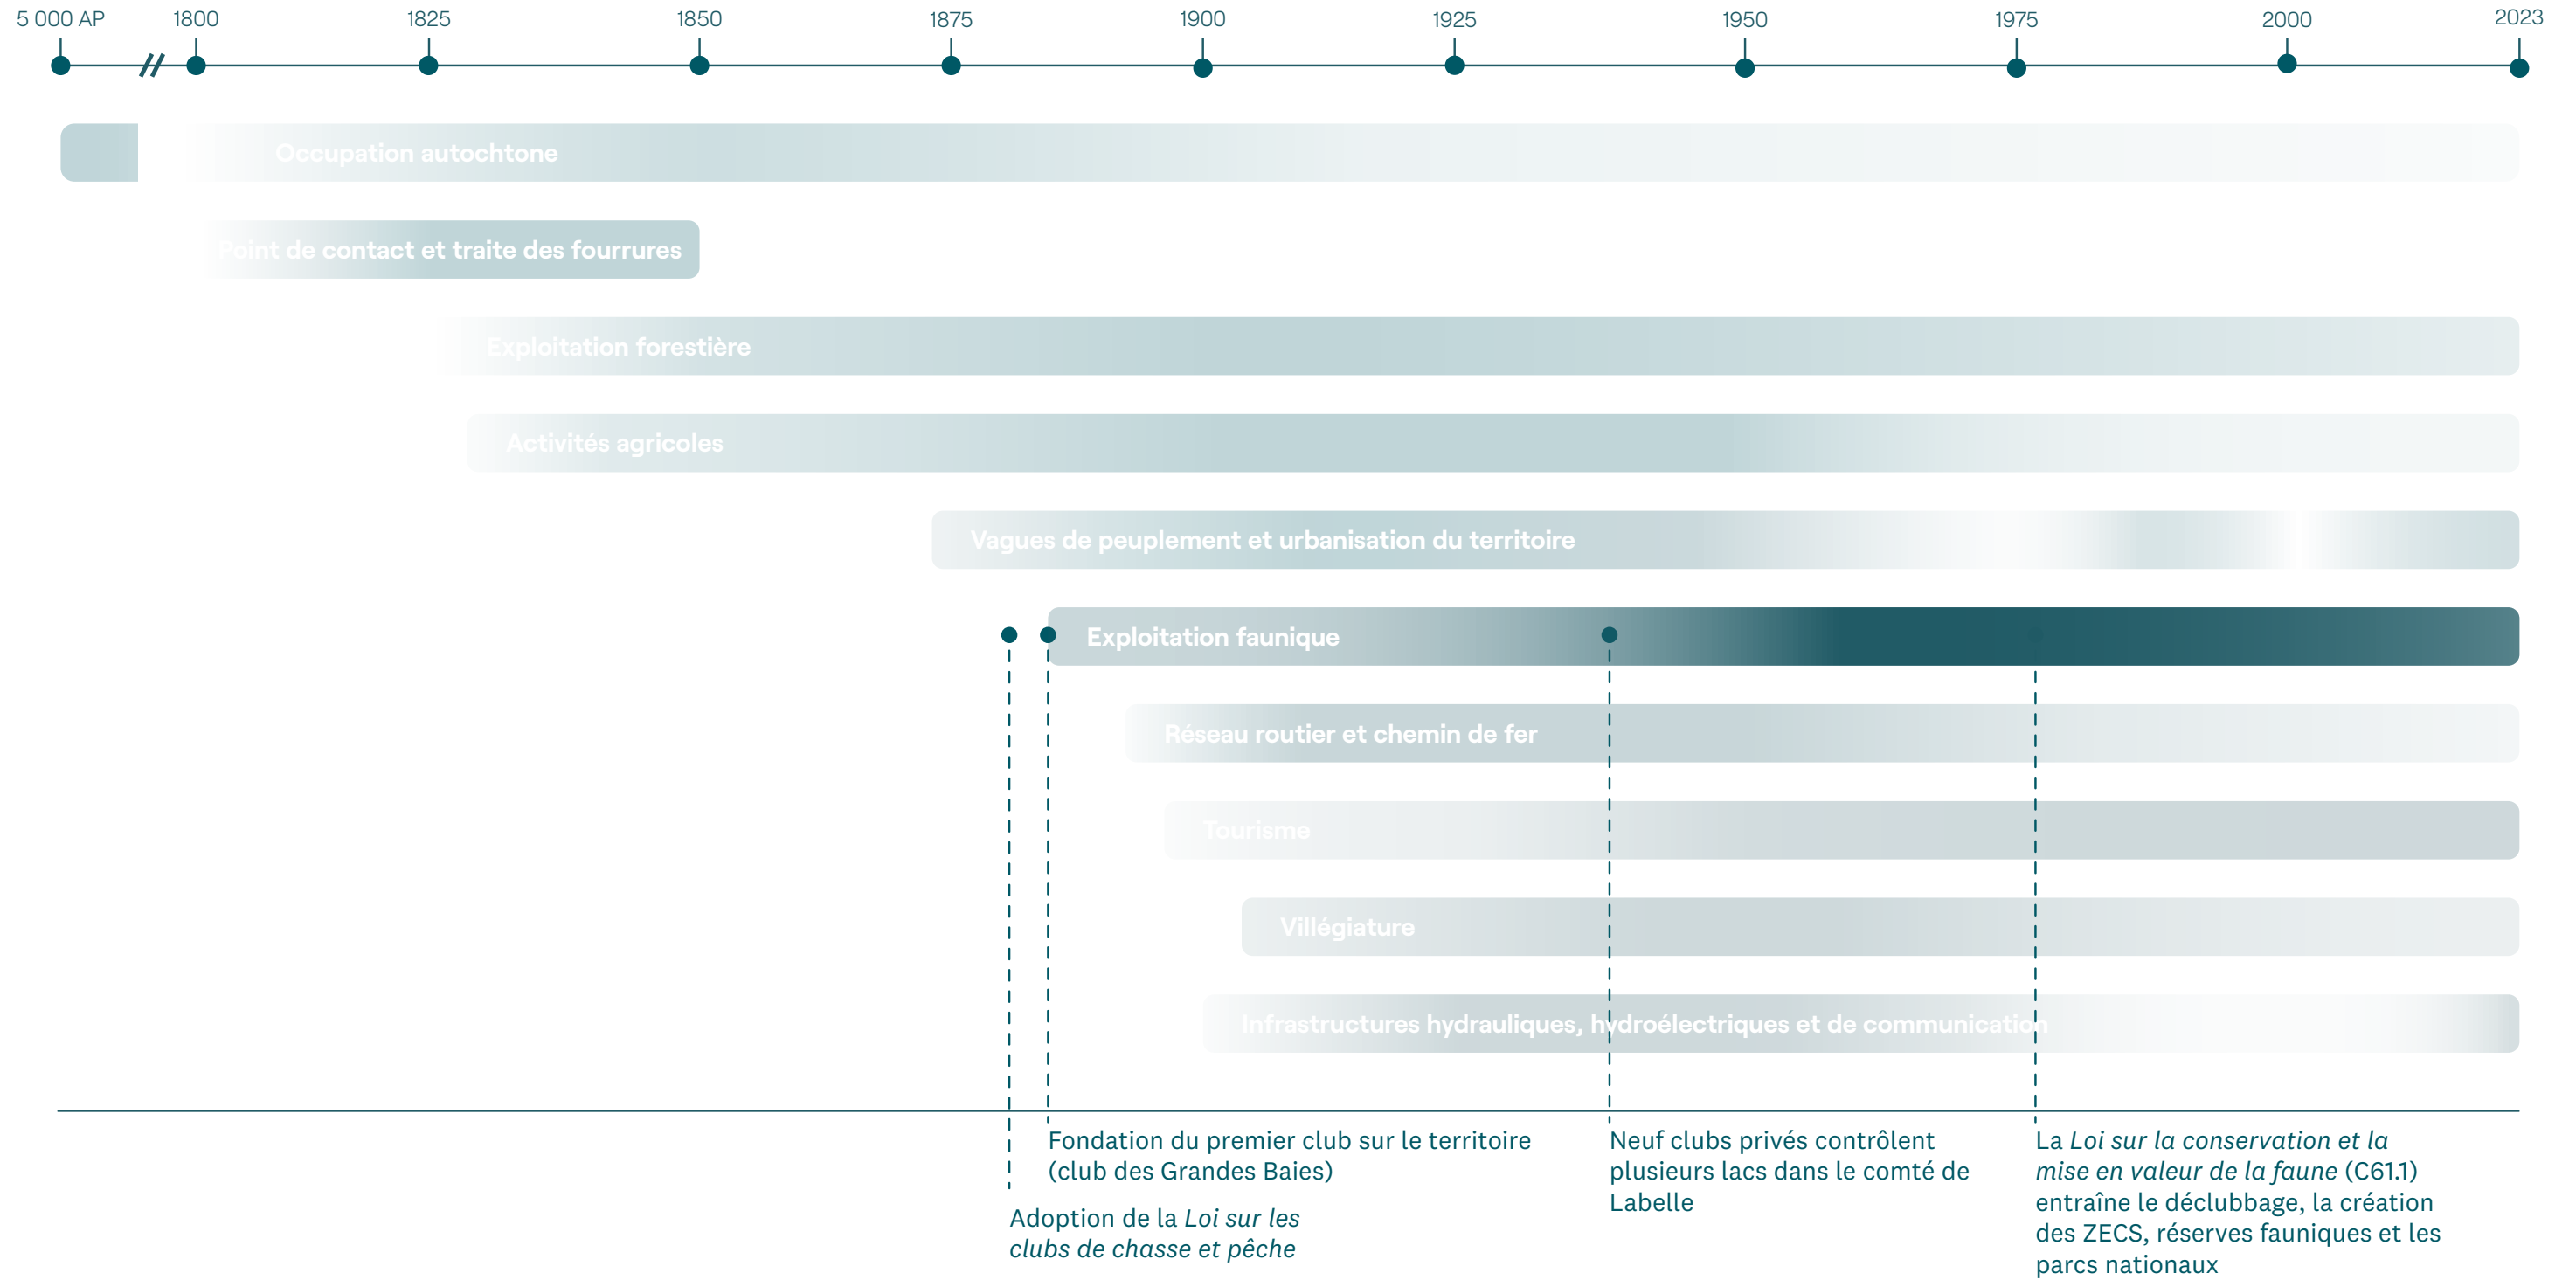 5 000 AP
1800
1825
1850
1875
1900
1925
1950
1975
2000
2023
Occupation autochtone
Point de contact et traite des fourrures
Exploitation forestière
Activités agricoles
Vagues de peuplement et urbanisation du territoire
Exploitation faunique
Réseau routier et chemin de fer
Tourisme
Villégiature
Infrastructures hydrauliques, hydroélectriques et de communication
Fondation du premier club sur le territoire
(club des Grandes Baies)
Adoption de la Loi sur les
clubs de chasse et pêche
Neuf clubs privés contrôlent
plusieurs lacs dans le comté de
Labelle
La Loi sur la conservation et la
mise en valeur de la faune (C61.1)
entraîne le déclubbage, la création
des ZECS, réserves fauniques et les
parcs nationaux